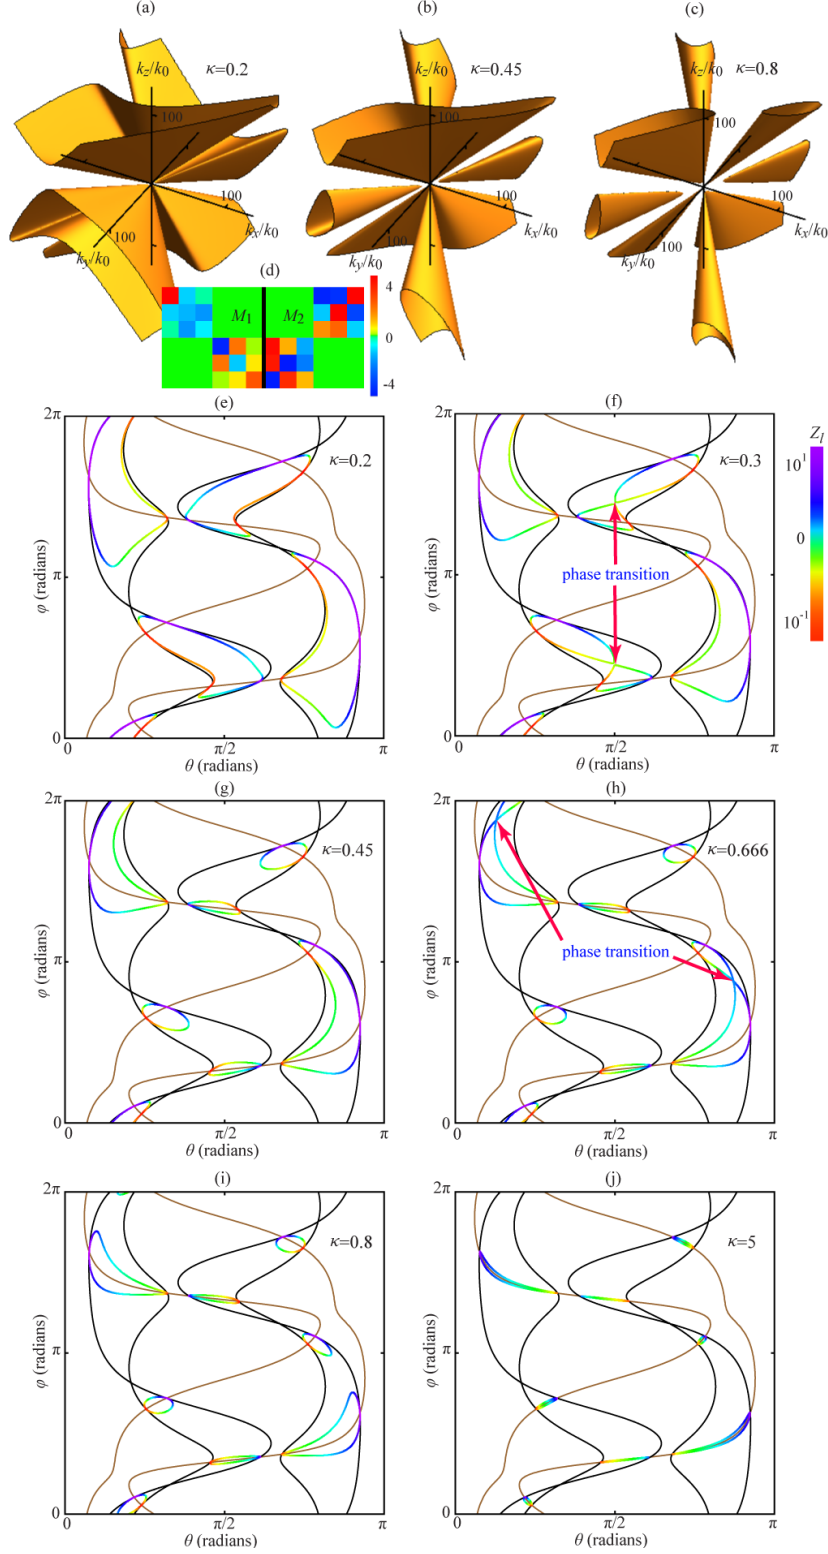 (a)
(b)
(c)
k_z/k_0 κ=0.2
k_z/k_0 κ=0.45
k_z/k_0 κ=0.8
100
100
100
100
100
100
100
100
100
k_x/k_0
k_x/k_0
k_x/k_0
k_y/k_0
k_y/k_0
k_y/k_0
(d)
M_1 M_2
4
0
-4
(e)
2π
κ=0.2
π
φ (radians)
0
0 π/2 π
θ (radians)
(f)
2π
κ=0.3
phase transition
π
φ (radians)
0
0 π/2 π
θ (radians)
Z_l
10^1
0
10^-1
(g)
2π
κ=0.45
π
φ (radians)
0
0 π/2 π
θ (radians)
(h)
2π
κ=0.666
phase transition
π
φ (radians)
0
0 π/2 π
θ (radians)
(i)
2π
κ=0.8
π
φ (radians)
0
0 π/2 π
θ (radians)
(j)
2π
κ=5
π
φ (radians)
0
0 π/2 π
θ (radians)